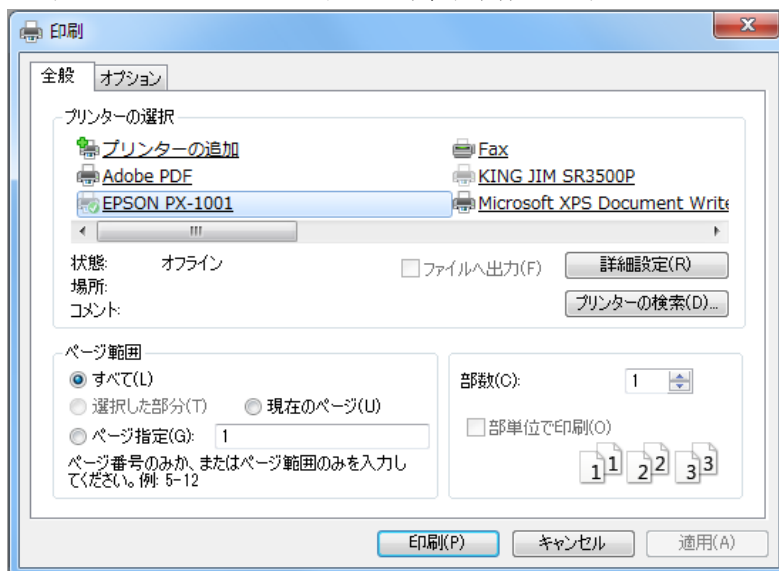 印刷
全般 オプション
プリンターの選択
プリンターの追加 Fax
Adobe PDF KING JIM SR3500P
EPSON PX-1001 Microsoft XPS Document Write
状態: オフライン ファイルへ出力(F) 詳細設定(R)
場所:
コメント: プリンターの検索(D)...
ページ範囲
すべて(L) 部数(C): 1
選択した部分(T) 現在のページ(U)
部単位で印刷(O)
ページ指定(G): 1
ページ番号のみか、またはページ範囲のみを入力し
てください。例: 5-12
1 1 2 2 3 3
印刷(P) キャンセル 適用(A)